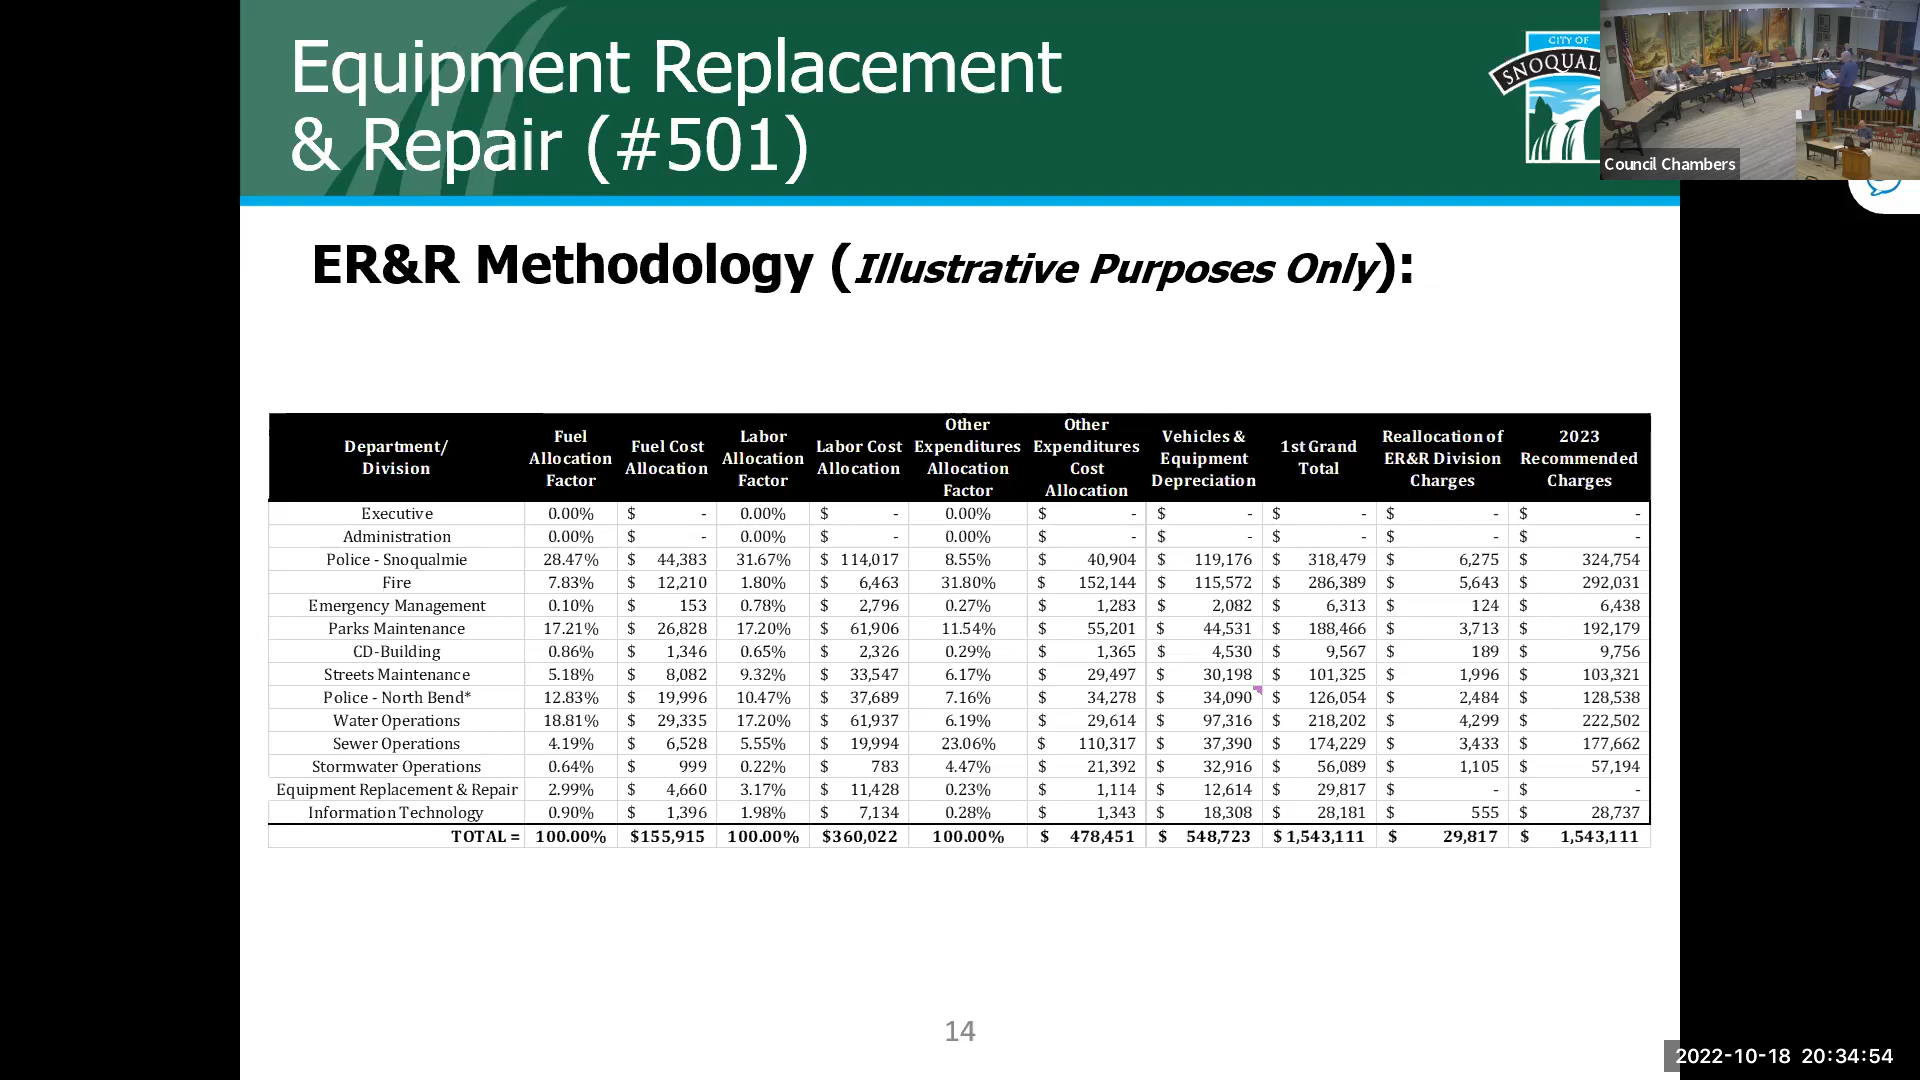 Equipment Replacement
& Repair (#501)
CITY OF
Council Chambers
ER&R Methodology (Illustrative Purposes Only):
Department/ Division Fuel Allocation Factor Fuel Cost Allocation Labor Allocation Factor Labor Cost Allocation Other Expenditures Allocation Factor Other Expenditures Cost Allocation Vehicles & Equipment Depreciation 1st Grand Total Reallocation of ER&R Division Charges 2023 Recommended Charges
Executive 0.00% $ - 0.00% $ - 0.00% $ - $ - $ - $ - $ -
Administration 0.00% $ - 0.00% $ - 0.00% $ - $ - $ - $ - $ -
Police - Snoqualmie 28.47% $ 44,383 31.67% $ 114,017 8.55% $ 40,904 $ 119,176 $ 318,479 $ 6,275 $ 324,754
Fire 7.83% $ 12,210 1.80% $ 6,463 31.80% $ 152,144 $ 115,572 $ 286,389 $ 5,643 $ 292,031
Emergency Management 0.10% $ 153 0.78% $ 2,796 0.27% $ 1,283 $ 2,082 $ 6,313 $ 124 $ 6,438
Parks Maintenance 17.21% $ 26,828 17.20% $ 61,906 11.54% $ 55,201 $ 44,531 $ 188,466 $ 3,713 $ 192,179
CD-Building 0.86% $ 1,346 0.65% $ 2,326 0.29% $ 1,365 $ 4,530 $ 9,567 $ 189 $ 9,756
Streets Maintenance 5.18% $ 8,082 9.32% $ 33,547 6.17% $ 29,497 $ 30,198 $ 101,325 $ 1,996 $ 103,321
Police - North Bend* 12.83% $ 19,996 10.47% $ 37,689 7.16% $ 34,278 $ 34,090 $ 126,054 $ 2,484 $ 128,538
Water Operations 18.81% $ 29,335 17.20% $ 61,937 6.19% $ 29,614 $ 97,316 $ 218,202 $ 4,299 $ 222,502
Sewer Operations 4.19% $ 6,528 5.55% $ 19,994 23.06% $ 110,317 $ 37,390 $ 174,229 $ 3,433 $ 177,662
Stormwater Operations 0.64% $ 999 0.22% $ 783 4.47% $ 21,392 $ 32,916 $ 56,089 $ 1,105 $ 57,194
Equipment Replacement & Repair 2.99% $ 4,660 3.17% $ 11,428 0.23% $ 1,114 $ 12,614 $ 29,817 $ - $ -
Information Technology 0.90% $ 1,396 1.98% $ 7,134 0.28% $ 1,343 $ 18,308 $ 28,181 $ 555 $ 28,737
TOTAL = 100.00% $155,915 100.00% $360,022 100.00% $ 478,451 $ 548,723 $ 1,543,111 $ 29,817 $ 1,543,111
14
2022-10-18 20:34:54